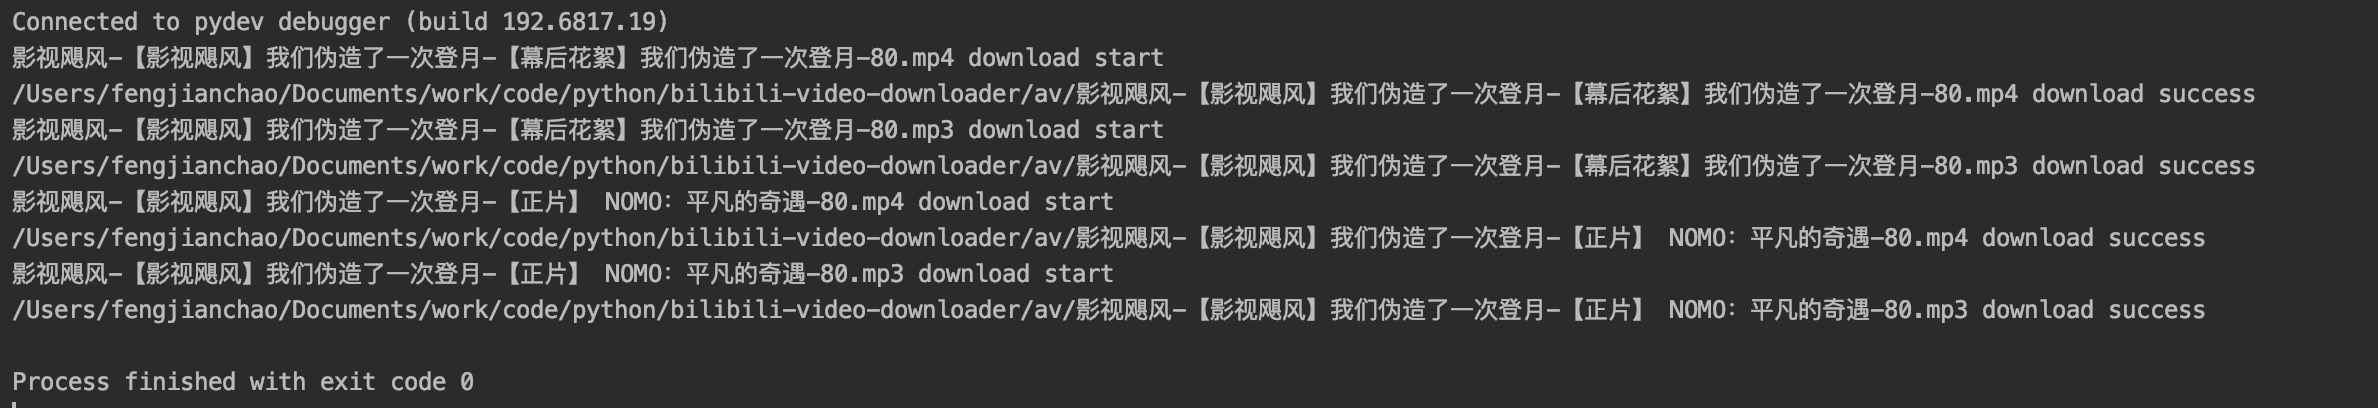 Connected to pydev debugger (build 192.6817.19)
影视飓风-【影视飓风】我们伪造了一次登月-【幕后花絮】我们伪造了一次登月-80.mp4 download start
/Users/fengjianchao/Documents/work/code/python/bilibili-video-downloader/av/影视飓风-【影视飓风】我们伪造了一次登月-【幕后花絮】我们伪造了一次登月-80.mp4 download success
影视飓风-【影视飓风】我们伪造了一次登月-【幕后花絮】我们伪造了一次登月-80.mp3 download start
/Users/fengjianchao/Documents/work/code/python/bilibili-video-downloader/av/影视飓风-【影视飓风】我们伪造了一次登月-【幕后花絮】我们伪造了一次登月-80.mp3 download success
影视飓风-【影视飓风】我们伪造了一次登月-【正片】 NOMO：平凡的奇遇-80.mp4 download start
/Users/fengjianchao/Documents/work/code/python/bilibili-video-downloader/av/影视飓风-【影视飓风】我们伪造了一次登月-【正片】 NOMO：平凡的奇遇-80.mp4 download success
影视飓风-【影视飓风】我们伪造了一次登月-【正片】 NOMO：平凡的奇遇-80.mp3 download start
/Users/fengjianchao/Documents/work/code/python/bilibili-video-downloader/av/影视飓风-【影视飓风】我们伪造了一次登月-【正片】 NOMO：平凡的奇遇-80.mp3 download success
Process finished with exit code 0